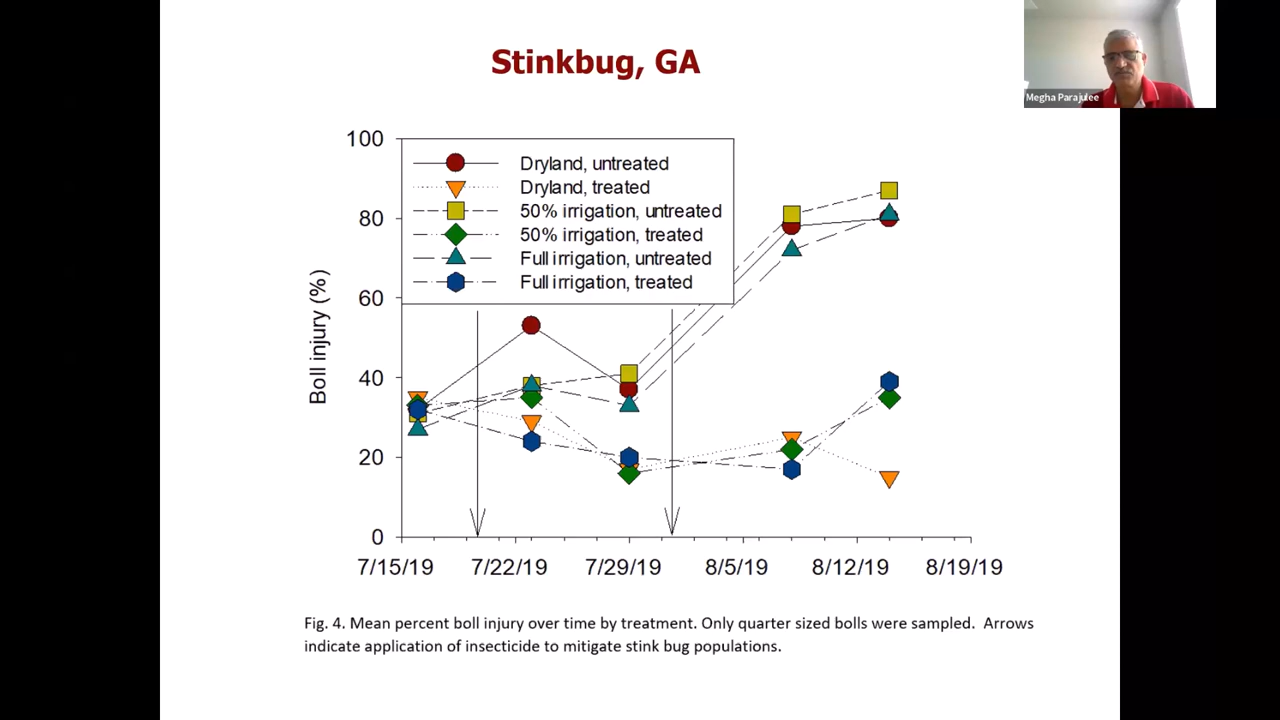 Stinkbug, GA
Megha Parajulee
100
80
60
40
20
0
Boll injury (%)
Dryland, untreated
Dryland, treated
50% irrigation, untreated
50% irrigation, treated
Full irrigation, untreated
Full irrigation, treated
7/15/19 7/22/19 7/29/19 8/5/19 8/12/19 8/19/19
Fig. 4. Mean percent boll injury over time by treatment. Only quarter sized bolls were sampled. Arrows
indicate application of insecticide to mitigate stink bug populations.